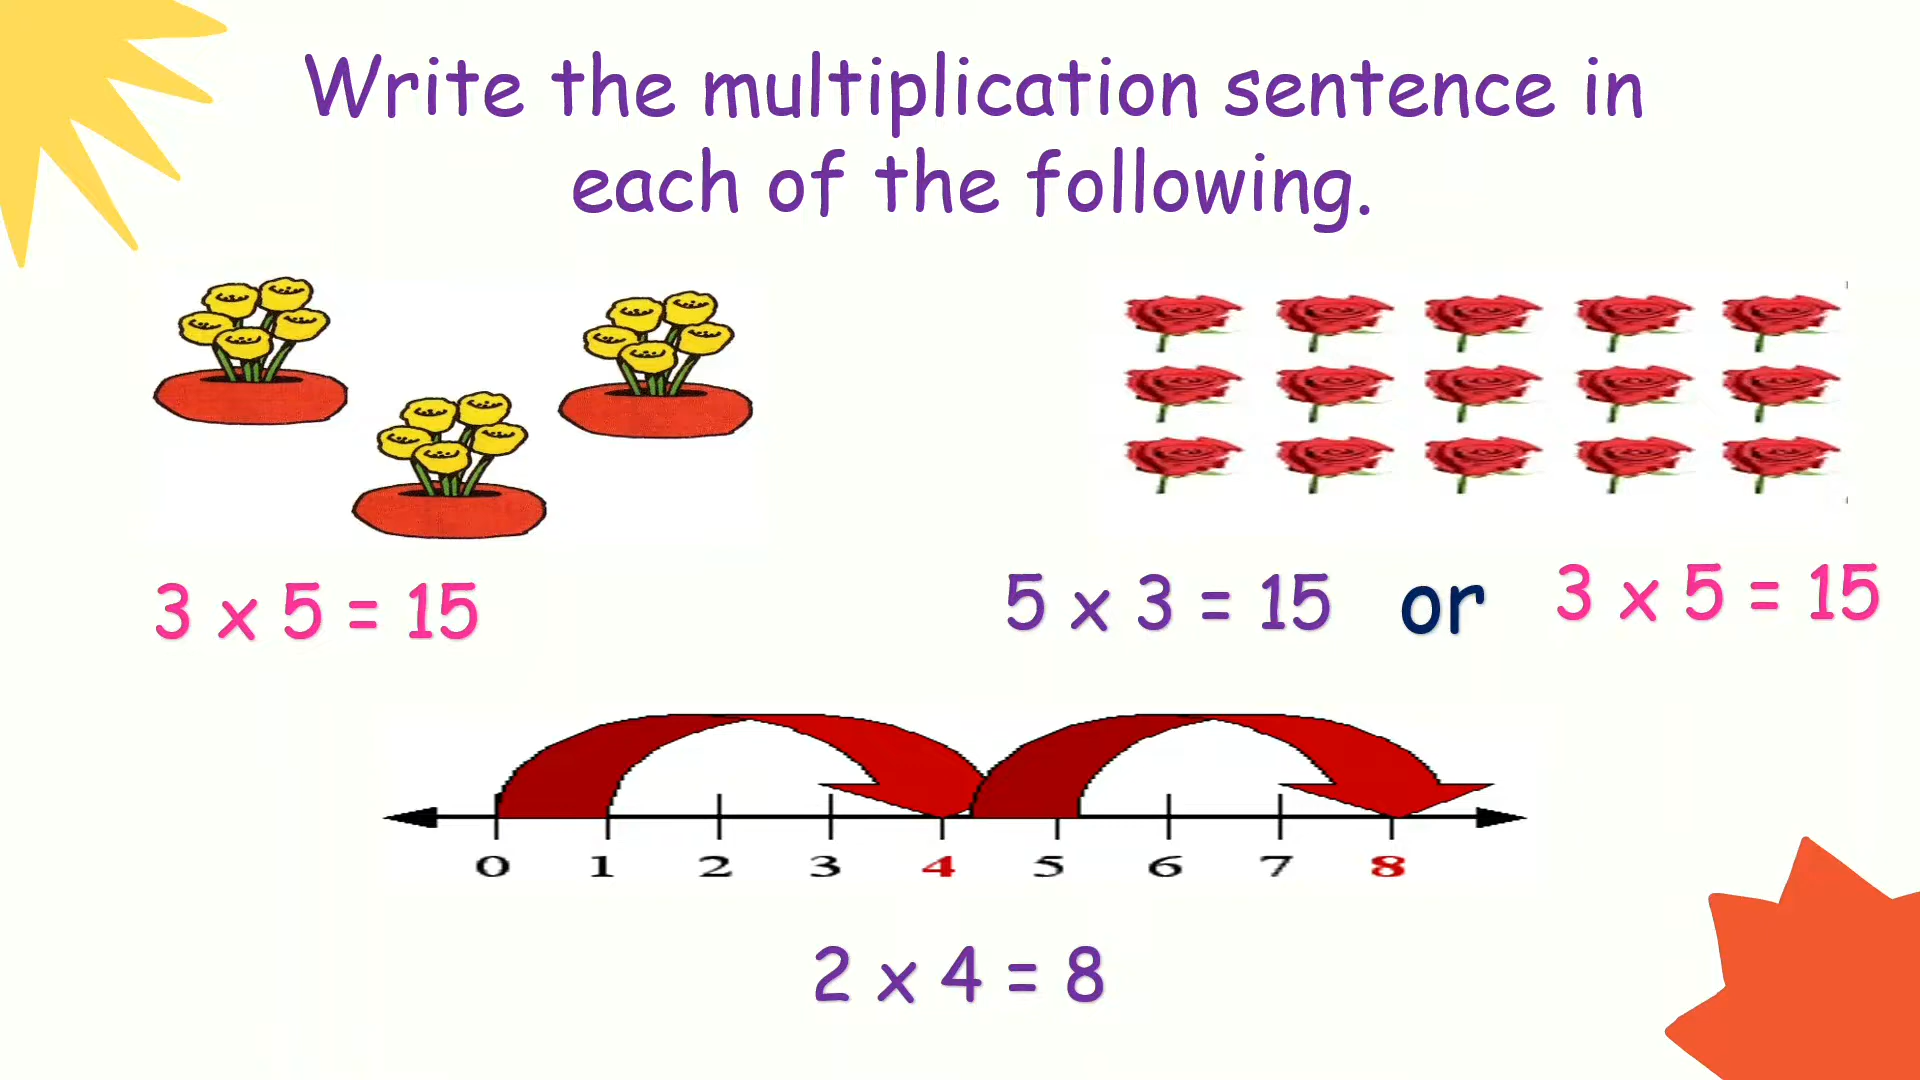 Write the multiplication sentence in
each of the following.
3 x 5 = 15
5 x 3 = 15 or 3 x 5 = 15
0 1 2 3 4 5 6 7 8
2 x 4 = 8